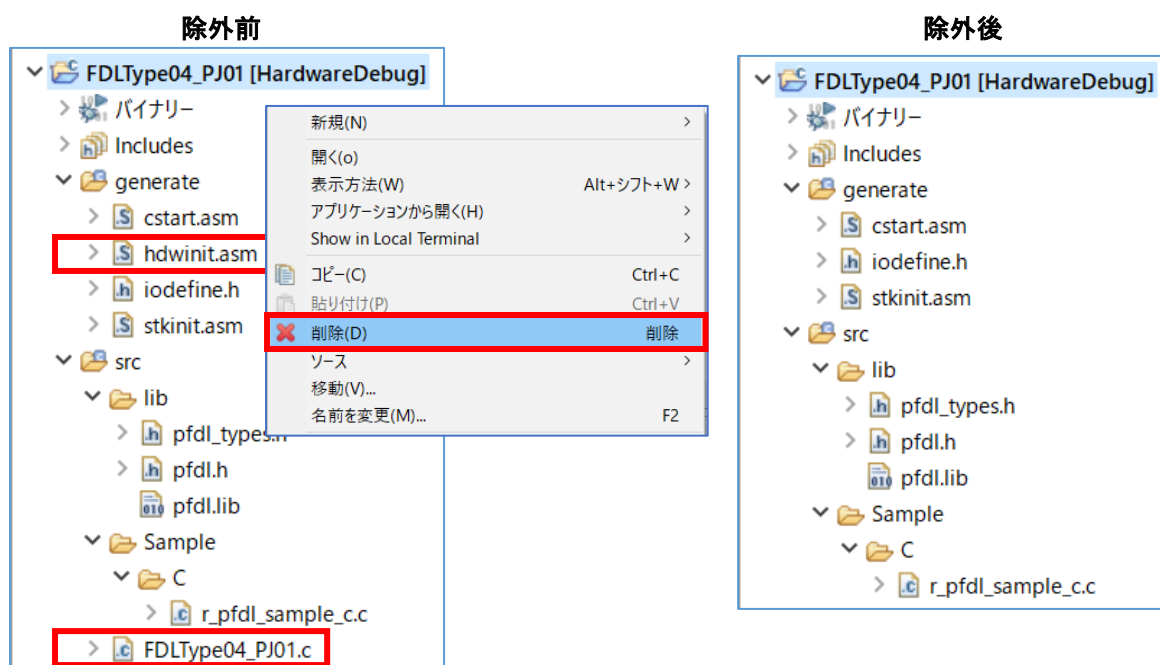 除外前
FDLType04_PJ01 [HardwareDebug]
バイナリー
Includes
generate
cstart.asm
hdwinit.asm
iodefine.h
stkinit.asm
src
lib
pfdl_types.h
pfdl.h
pfdl.lib
Sample
C
r_pfdl_sample_c.c
FDLType04_PJ01.c
新規(N)
開く(o)
表示方法(W) Alt+シフト+W
アプリケーションから開く(H)
Show in Local Terminal
コピー(C) Ctrl+C
貼り付け(P) Ctrl+V
削除(D) 削除
ソース
移動(V)...
名前を変更(M)... F2
除外後
FDLType04_PJ01 [HardwareDebug]
バイナリー
Includes
generate
cstart.asm
iodefine.h
stkinit.asm
src
lib
pfdl_types.h
pfdl.h
pfdl.lib
Sample
C
r_pfdl_sample_c.c